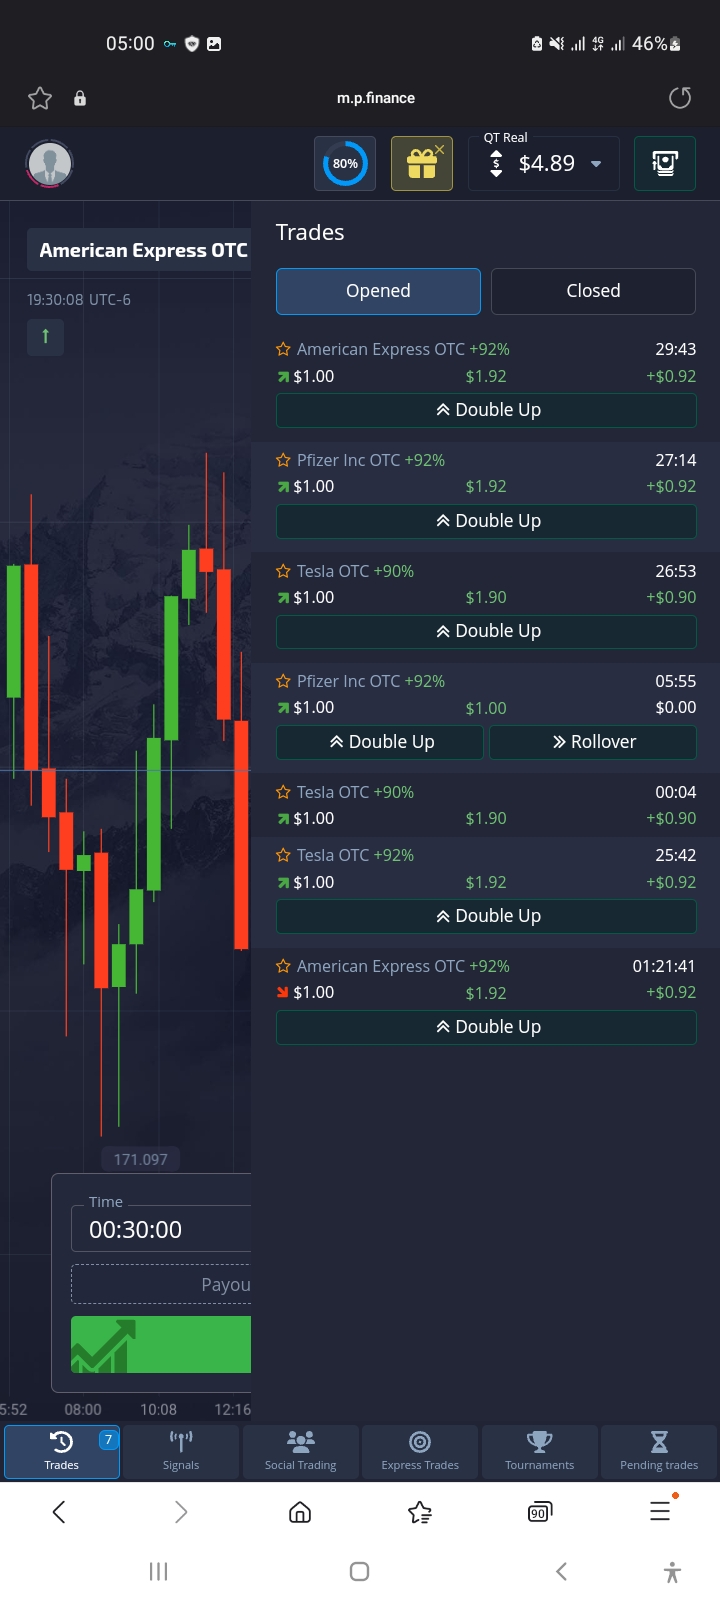 05:00
4G 46%
m.p.finance
80%
QT Real
$4.89
American Express OTC
19:30:08 UTC-6
Trades
Opened Closed
American Express OTC +92% 29:43
$1.00 $1.92 +$0.92
Double Up
Pfizer Inc OTC +92% 27:14
$1.00 $1.92 +$0.92
Double Up
Tesla OTC +90% 26:53
$1.00 $1.90 +$0.90
Double Up
Pfizer Inc OTC +92% 05:55
$1.00 $1.00 $0.00
Double Up Rollover
Tesla OTC +90% 00:04
$1.00 $1.90 +$0.90
Tesla OTC +92% 25:42
$1.00 $1.92 +$0.92
Double Up
American Express OTC +92% 01:21:41
$1.00 $1.92 +$0.92
Double Up
171.097
Time
00:30:00
Payou
5:52 08:00 10:08 12:16
7
Trades Signals Social Trading Express Trades Tournaments Pending trades
90